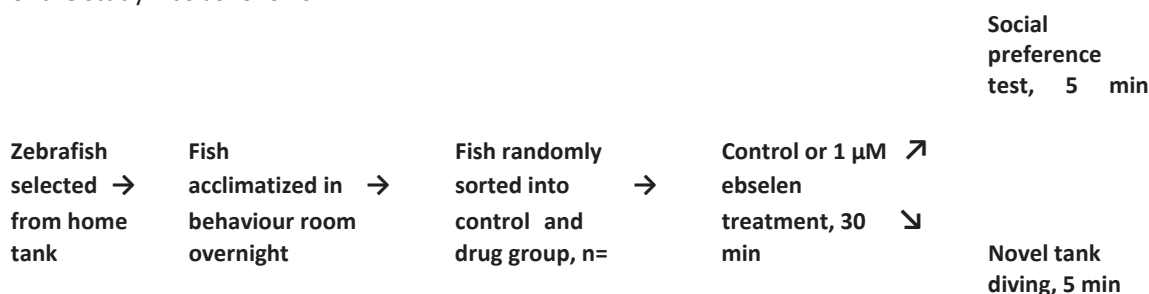 Social
preference
test, 5 min
Zebrafish Fish Fish randomly Control or 1 µM ↗
selected → acclimatized in → sorted into → ebselen
from home behaviour room control and treatment, 30 ↘
tank overnight drug group, n= min Novel tank
diving, 5 min